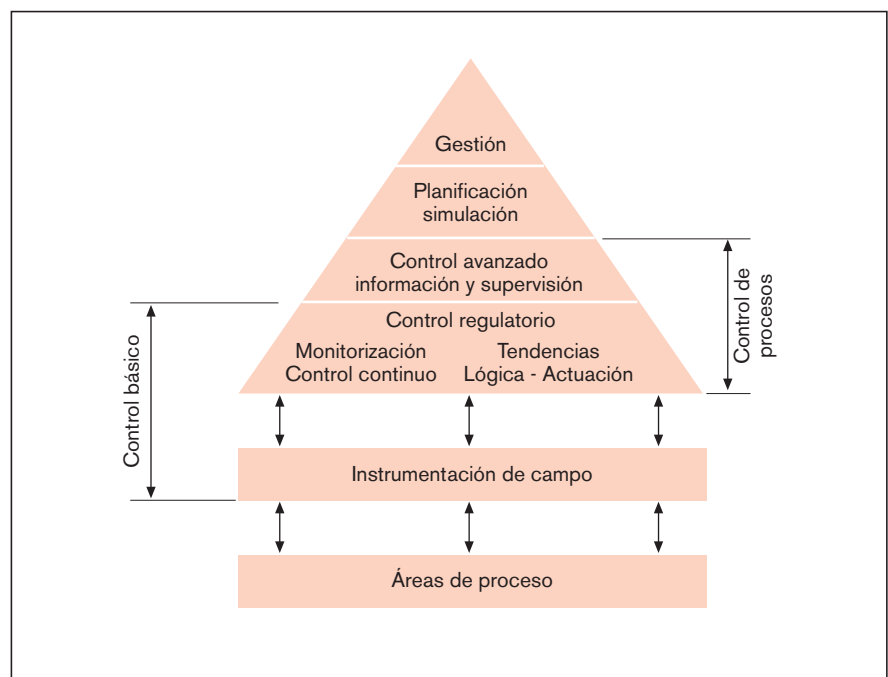 Gestión
Planificación
simulación
Control avanzado
información y supervisión
Control regulatorio
Monitorización
Control continuo
Tendencias
Lógica - Actuación
Control de
procesos
Control básico
Instrumentación de campo
Áreas de proceso